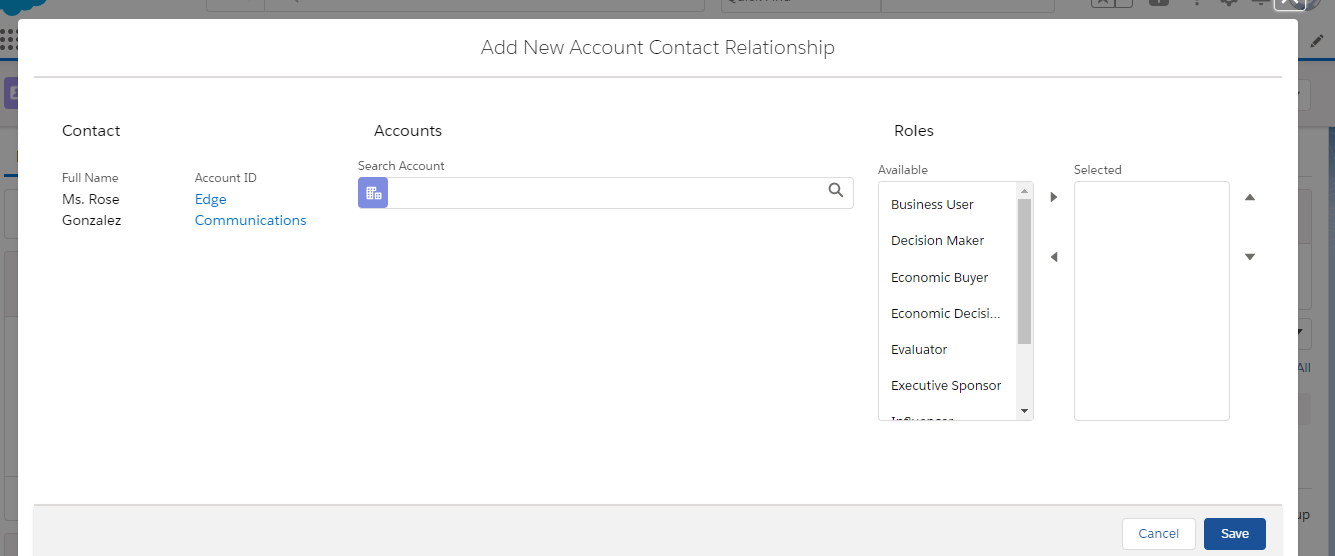 Add New Account Contact Relationship
Contact
Accounts
Roles
Full Name
Ms. Rose
Gonzalez
Account ID
Edge
Communications
Search Account
Available
Business User
Decision Maker
Economic Buyer
Economic Decisi...
Evaluator
Executive Sponsor
Selected
All
up
Cancel
Save